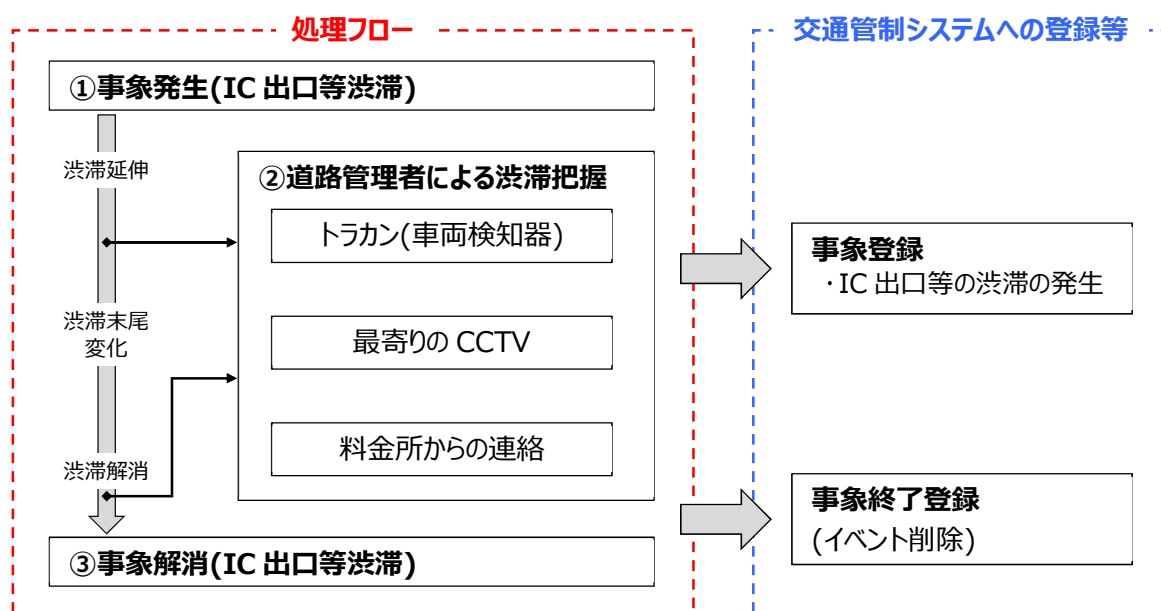 処理フロー
交通管制システムへの登録等
①事象発生(IC 出口等渋滞)
渋滞延伸
②道路管理者による渋滞把握
トラカン(車両検知器)
事象登録
・IC 出口等の渋滞の発生
渋滞末尾
変化
最寄りの CCTV
料金所からの連絡
渋滞解消
事象終了登録
(イベント削除)
③事象解消(IC 出口等渋滞)